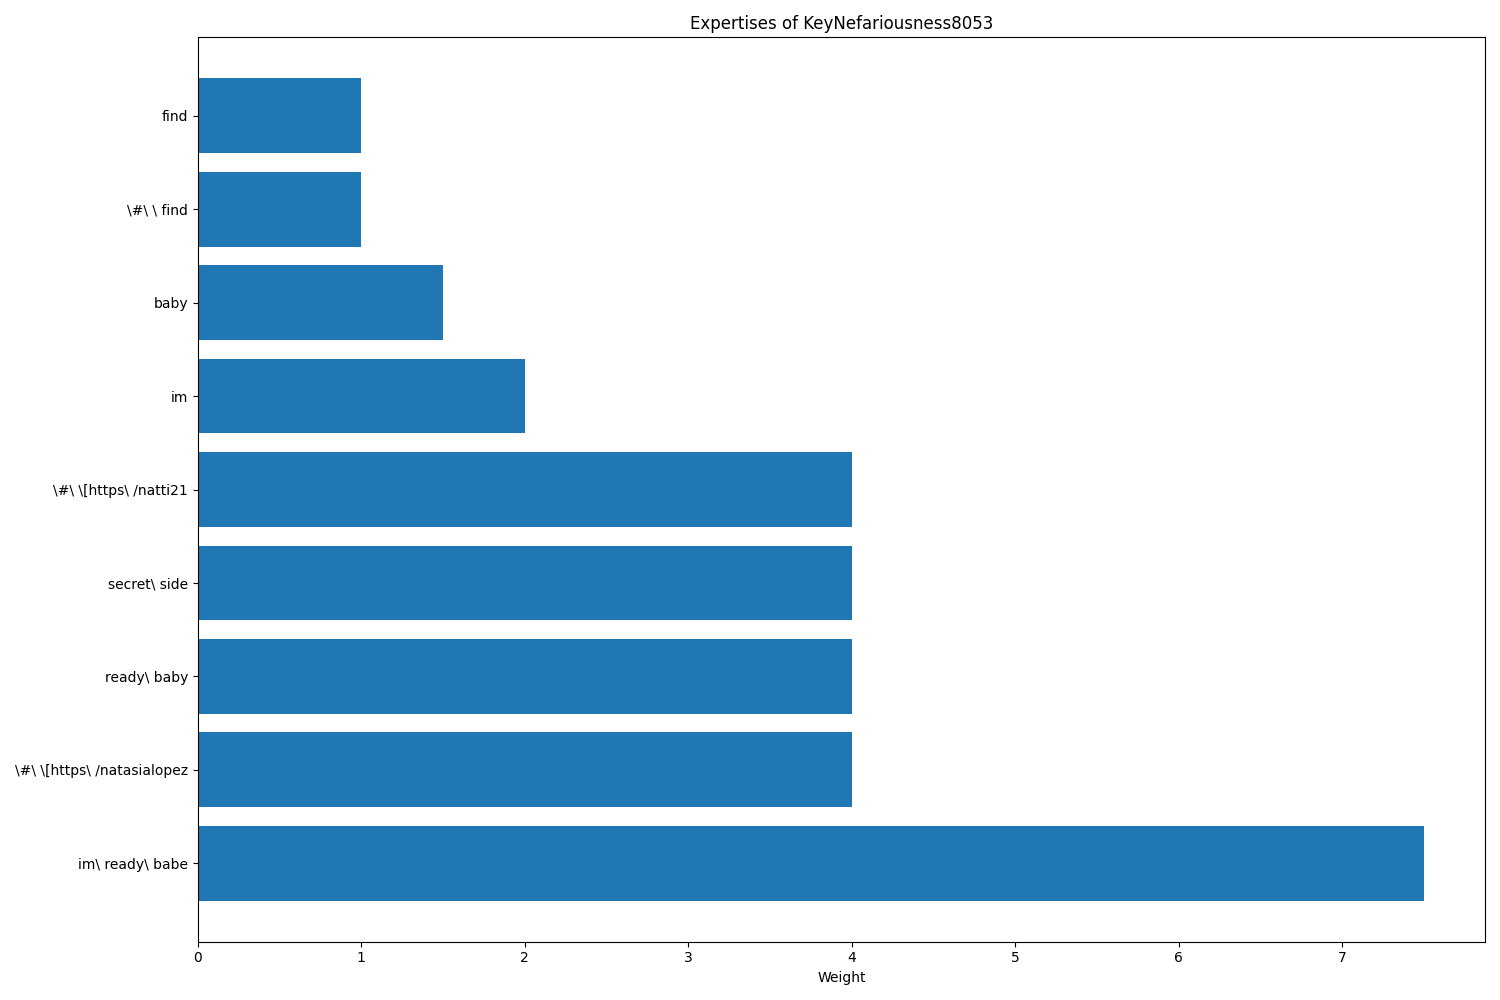 Expertises of KeyNefariousness8053
find
\#\ \ find
baby
im
\#\ \[https\ /natti21
secret\ side
ready\ baby
\#\ \[https\ /natasialopez
im\ ready\ babe
0 1 2 3 4 5 6 7
Weight